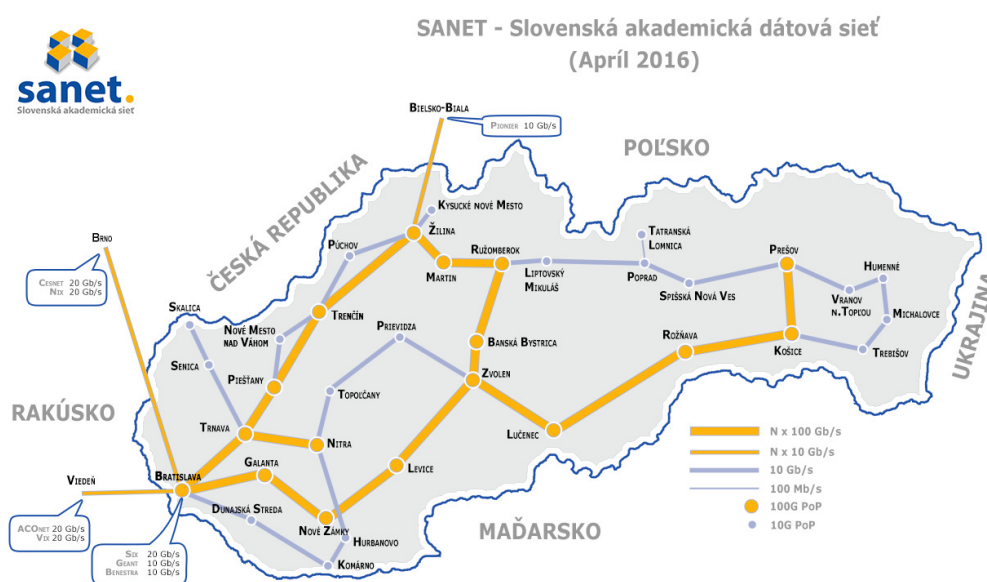 SANET - Slovenská akademická dátová sieť
(Apríl 2016)
sanet.
Slovenská akademická sieť
BIELSKO-BIALA
PIONIER 10 Gb/s
POĽSKO
ČESKÁ REPUBLIKA
KYSUCKÉ NOVÉ MESTO
ŽILINA
BRNO
CESNET 20 Gb/s
NIX 20 Gb/s
PÚCHOV
MARTIN
RUŽOMBEROK
LIPTOVSKÝ
MIKULÁŠ
TATRANSKÁ
LOMNICA
POPRAD
SPIŠSKÁ NOVÁ VES
PREŠOV
HUMENNÉ
VRANOV
N.TOPĽOU
MICHALOVCE
UKRAJINA
SKALICA
TRENČÍN
NOVÉ MESTO
NAD VÁHOM
PRIEVIDZA
BANSKÁ BYSTRICA
ROŽŇAVA
KOŠICE
TREBIŠOV
SENICA
PIEŠŤANY
ZVOLEN
TOPOĽČANY
RAKÚSKO
TRNAVA
NITRA
LUČENEC
GALANTA
LEVICE
BRATISLAVA
VIEDEŇ
DUNAJSKÁ STREDA
NOVÉ ZÁMKY
HURBANOVO
KOMÁRNO
MAĎARSKO
ACONET 20 Gb/s
VIX 20 Gb/s
SIX 20 Gb/s
GEANT 10 Gb/s
BENESTRA 10 Gb/s
N x 100 Gb/s
N x 10 Gb/s
10 Gb/s
100 Mb/s
100G PoP
10G PoP